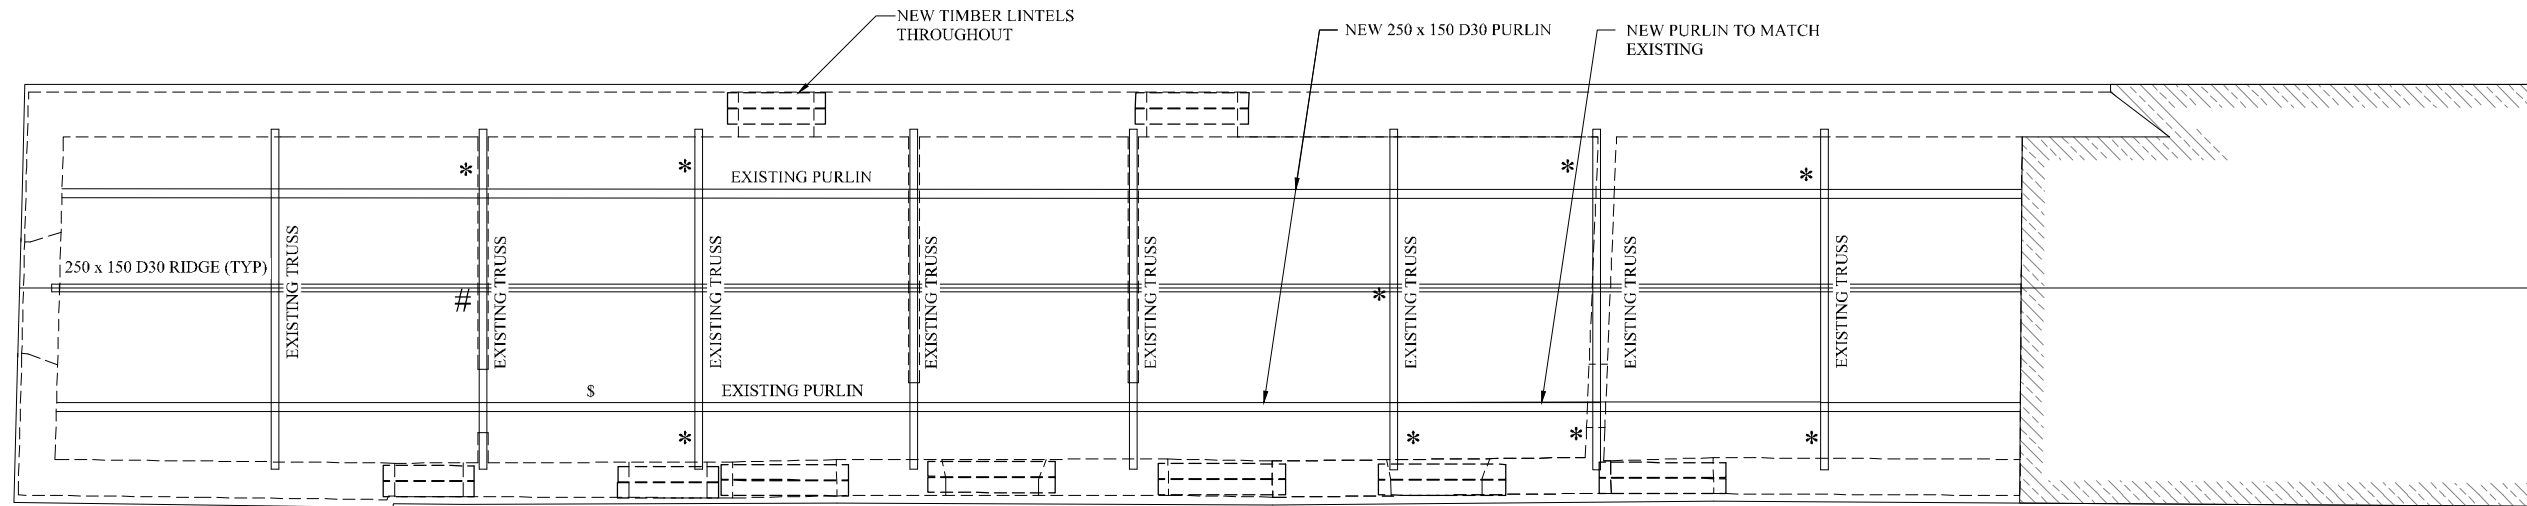 NEW TIMBER LINTELS
THROUGHOUT
NEW 250 x 150 D30 PURLIN
NEW PURLIN TO MATCH
EXISTING
*
*
*
*
EXISTING PURLIN
250 x 150 D30 RIDGE (TYP)
#
*
EXISTING TRUSS
EXISTING TRUSS
EXISTING TRUSS
EXISTING TRUSS
EXISTING TRUSS
EXISTING TRUSS
EXISTING TRUSS
EXISTING TRUSS
$
EXISTING PURLIN
*
*
*
*